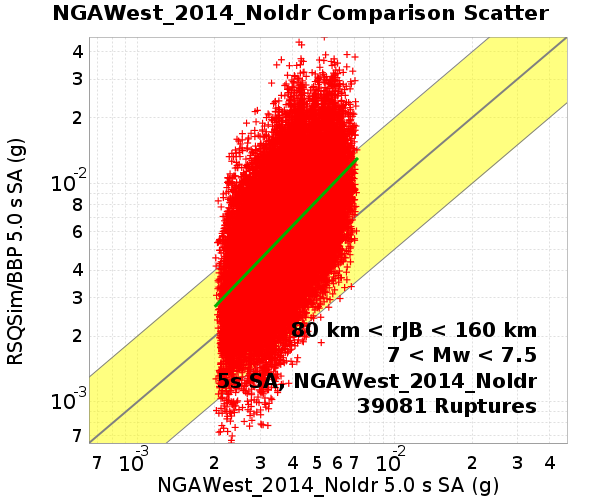 NGAWest_2014_NoIdr Comparison Scatter
RSQSim/BBP 5.0 s SA (g)
4
3
2
10⁻²
8
6
4
3
2
10⁻³
7
80 km < rJB < 160 km
7 < Mw < 7.5
5s SA, NGAWest_2014_NoIdr
39081 Ruptures
7 10⁻³ 2 3 4 5 6 7 10⁻² 2 3 4
NGAWest_2014_NoIdr 5.0 s SA (g)